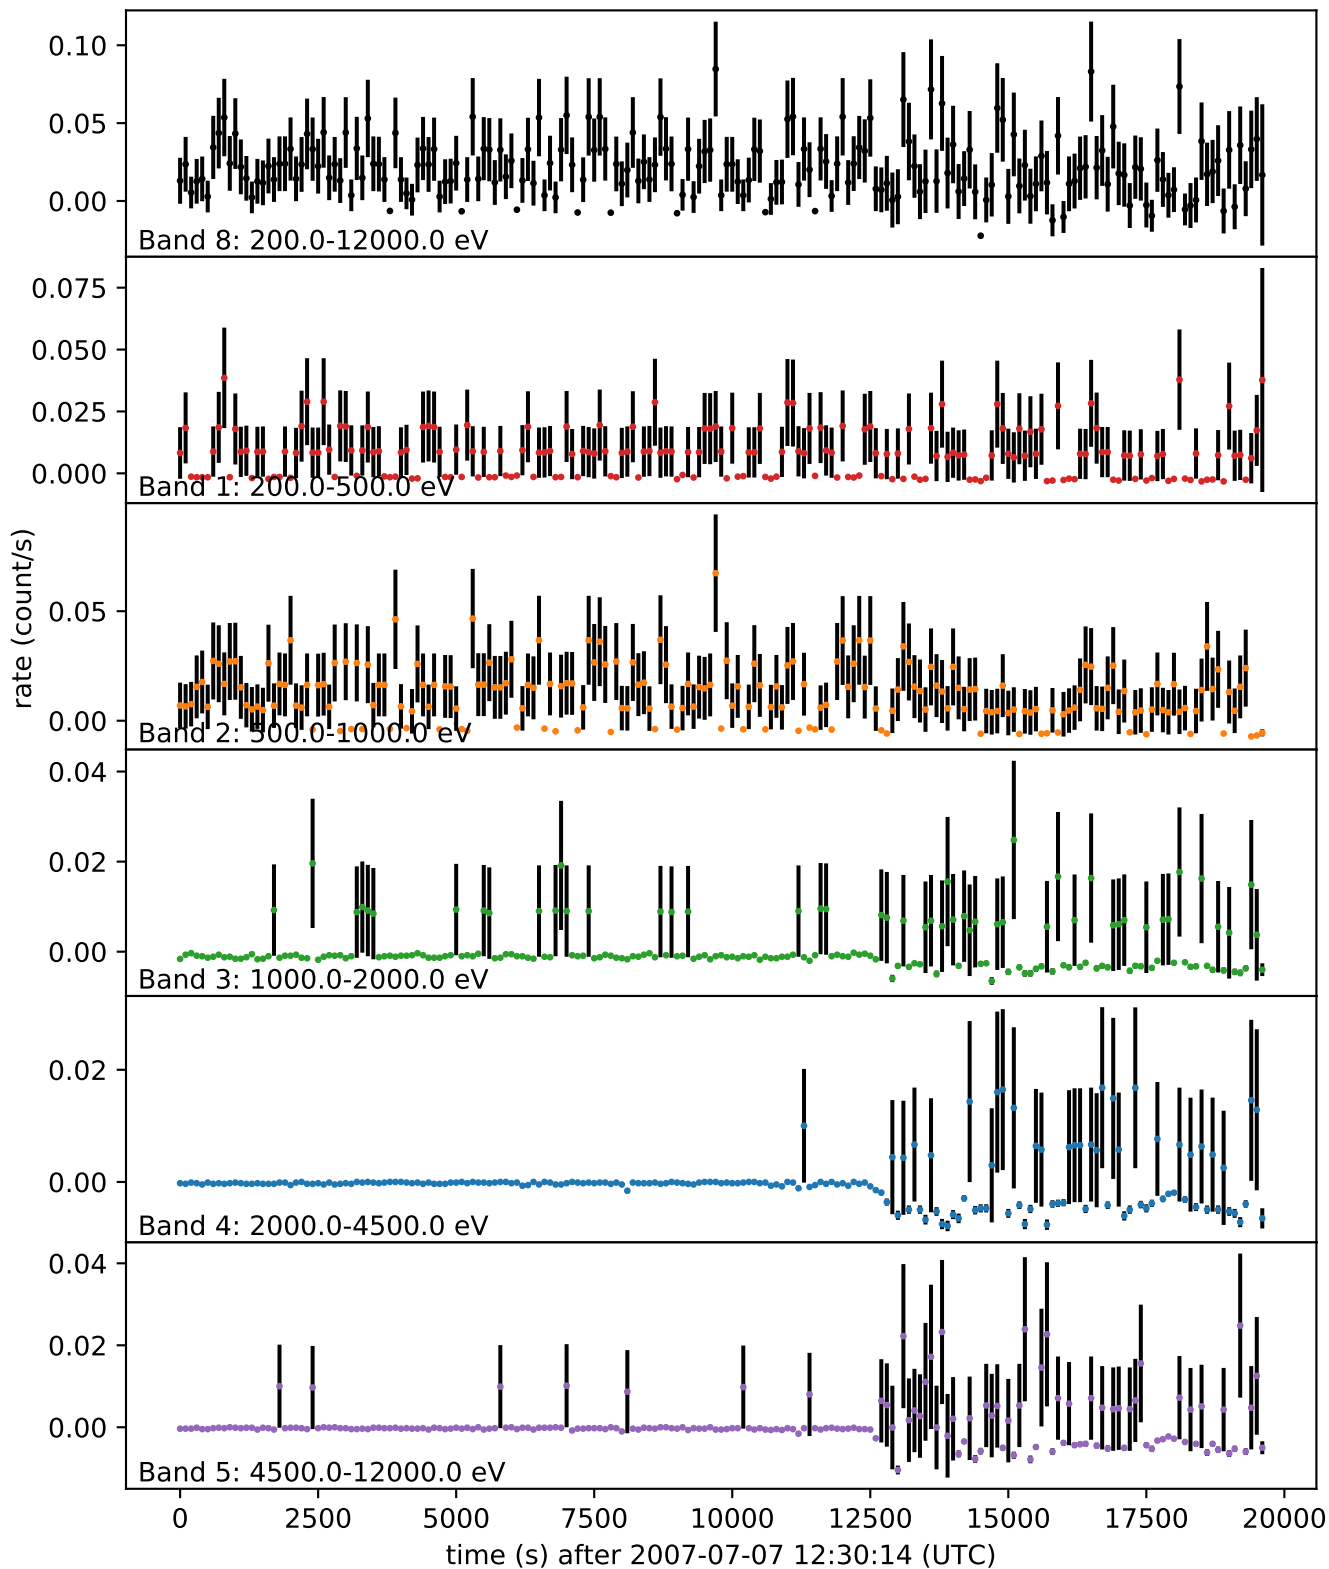 0.10
0.05
0.00
Band 8: 200.0-12000.0 eV
0.075
0.050
0.025
0.000
Band 1: 200.0-500.0 eV
rate (count/s)
0.05
0.00
Band 2: 500.0-1000.0 eV
0.04
0.02
0.00
Band 3: 1000.0-2000.0 eV
0.02
0.00
Band 4: 2000.0-4500.0 eV
0.04
0.02
0.00
Band 5: 4500.0-12000.0 eV
0 2500 5000 7500 10000 12500 15000 17500 20000
time (s) after 2007-07-07 12:30:14 (UTC)